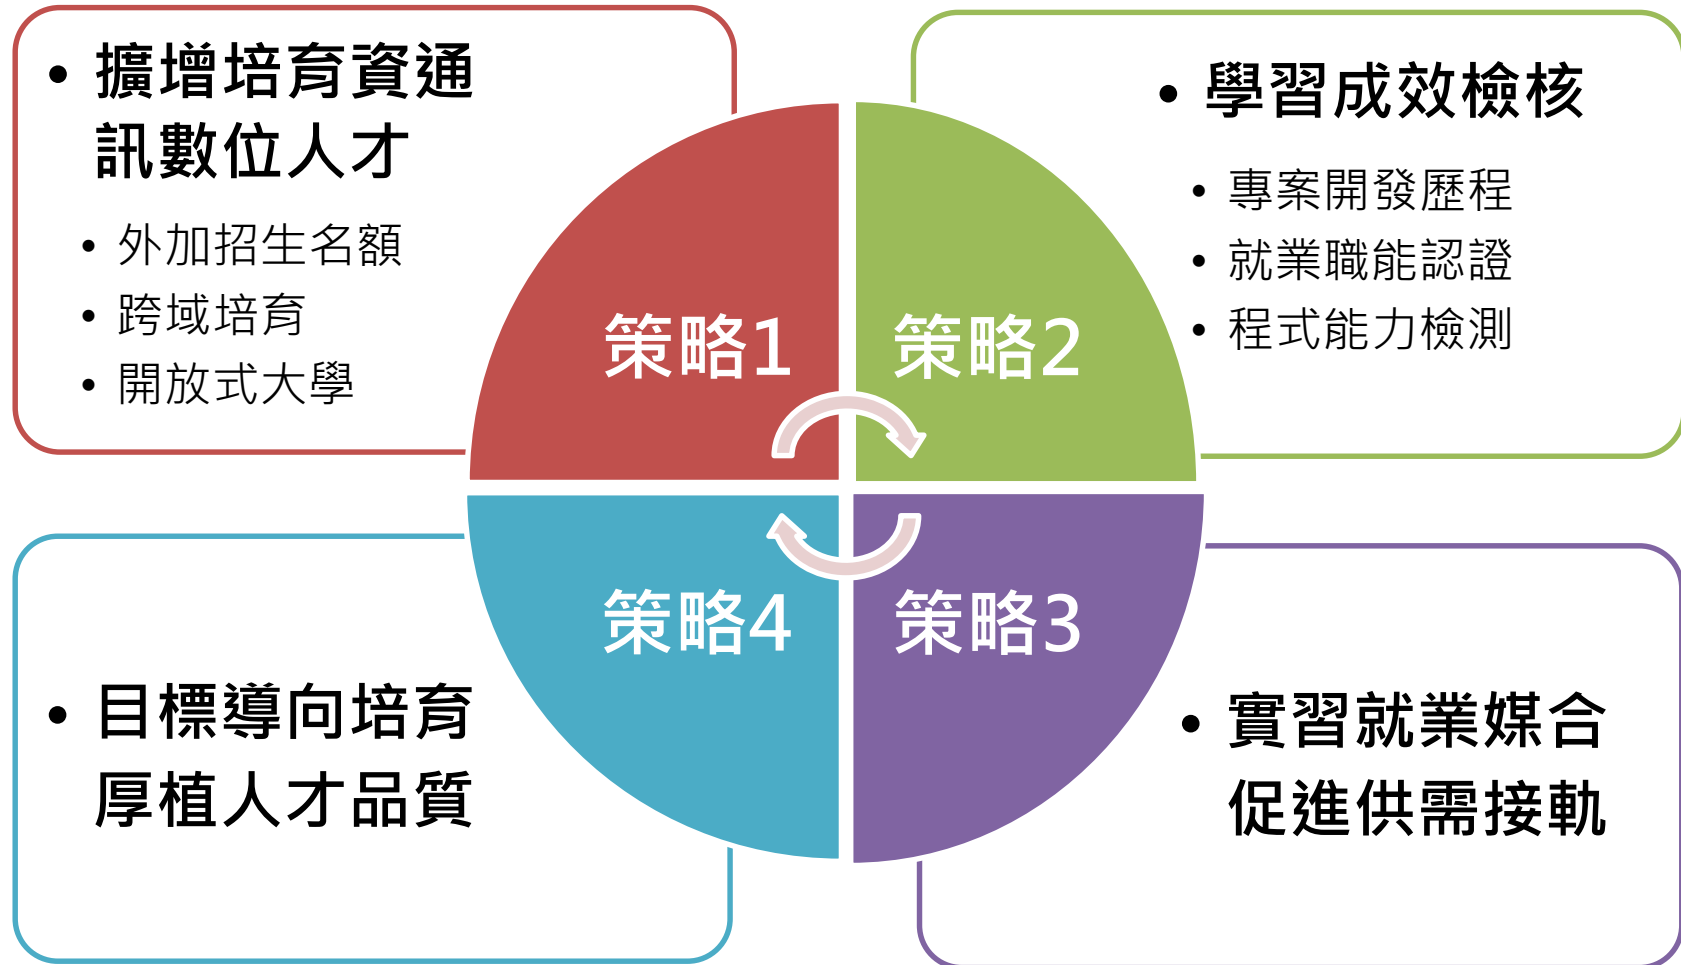 • 擴增培育資通
訊數位人才
• 外加招生名額
• 跨域培育
• 開放式大學
• 學習成效檢核
• 專案開發歷程
• 就業職能認證
• 程式能力檢測
策略1
策略2
策略4
策略3
• 目標導向培育
厚植人才品質
• 實習就業媒合
促進供需接軌